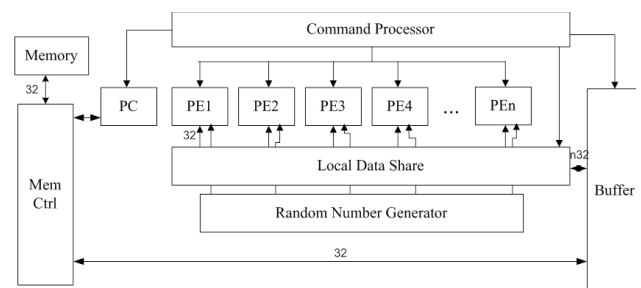 Command Processor
Memory
32
PC
PE1
PE2
PE3
PE4
...
PEn
32
Local Data Share
n32
Mem
Ctrl
Buffer
Random Number Generator
32